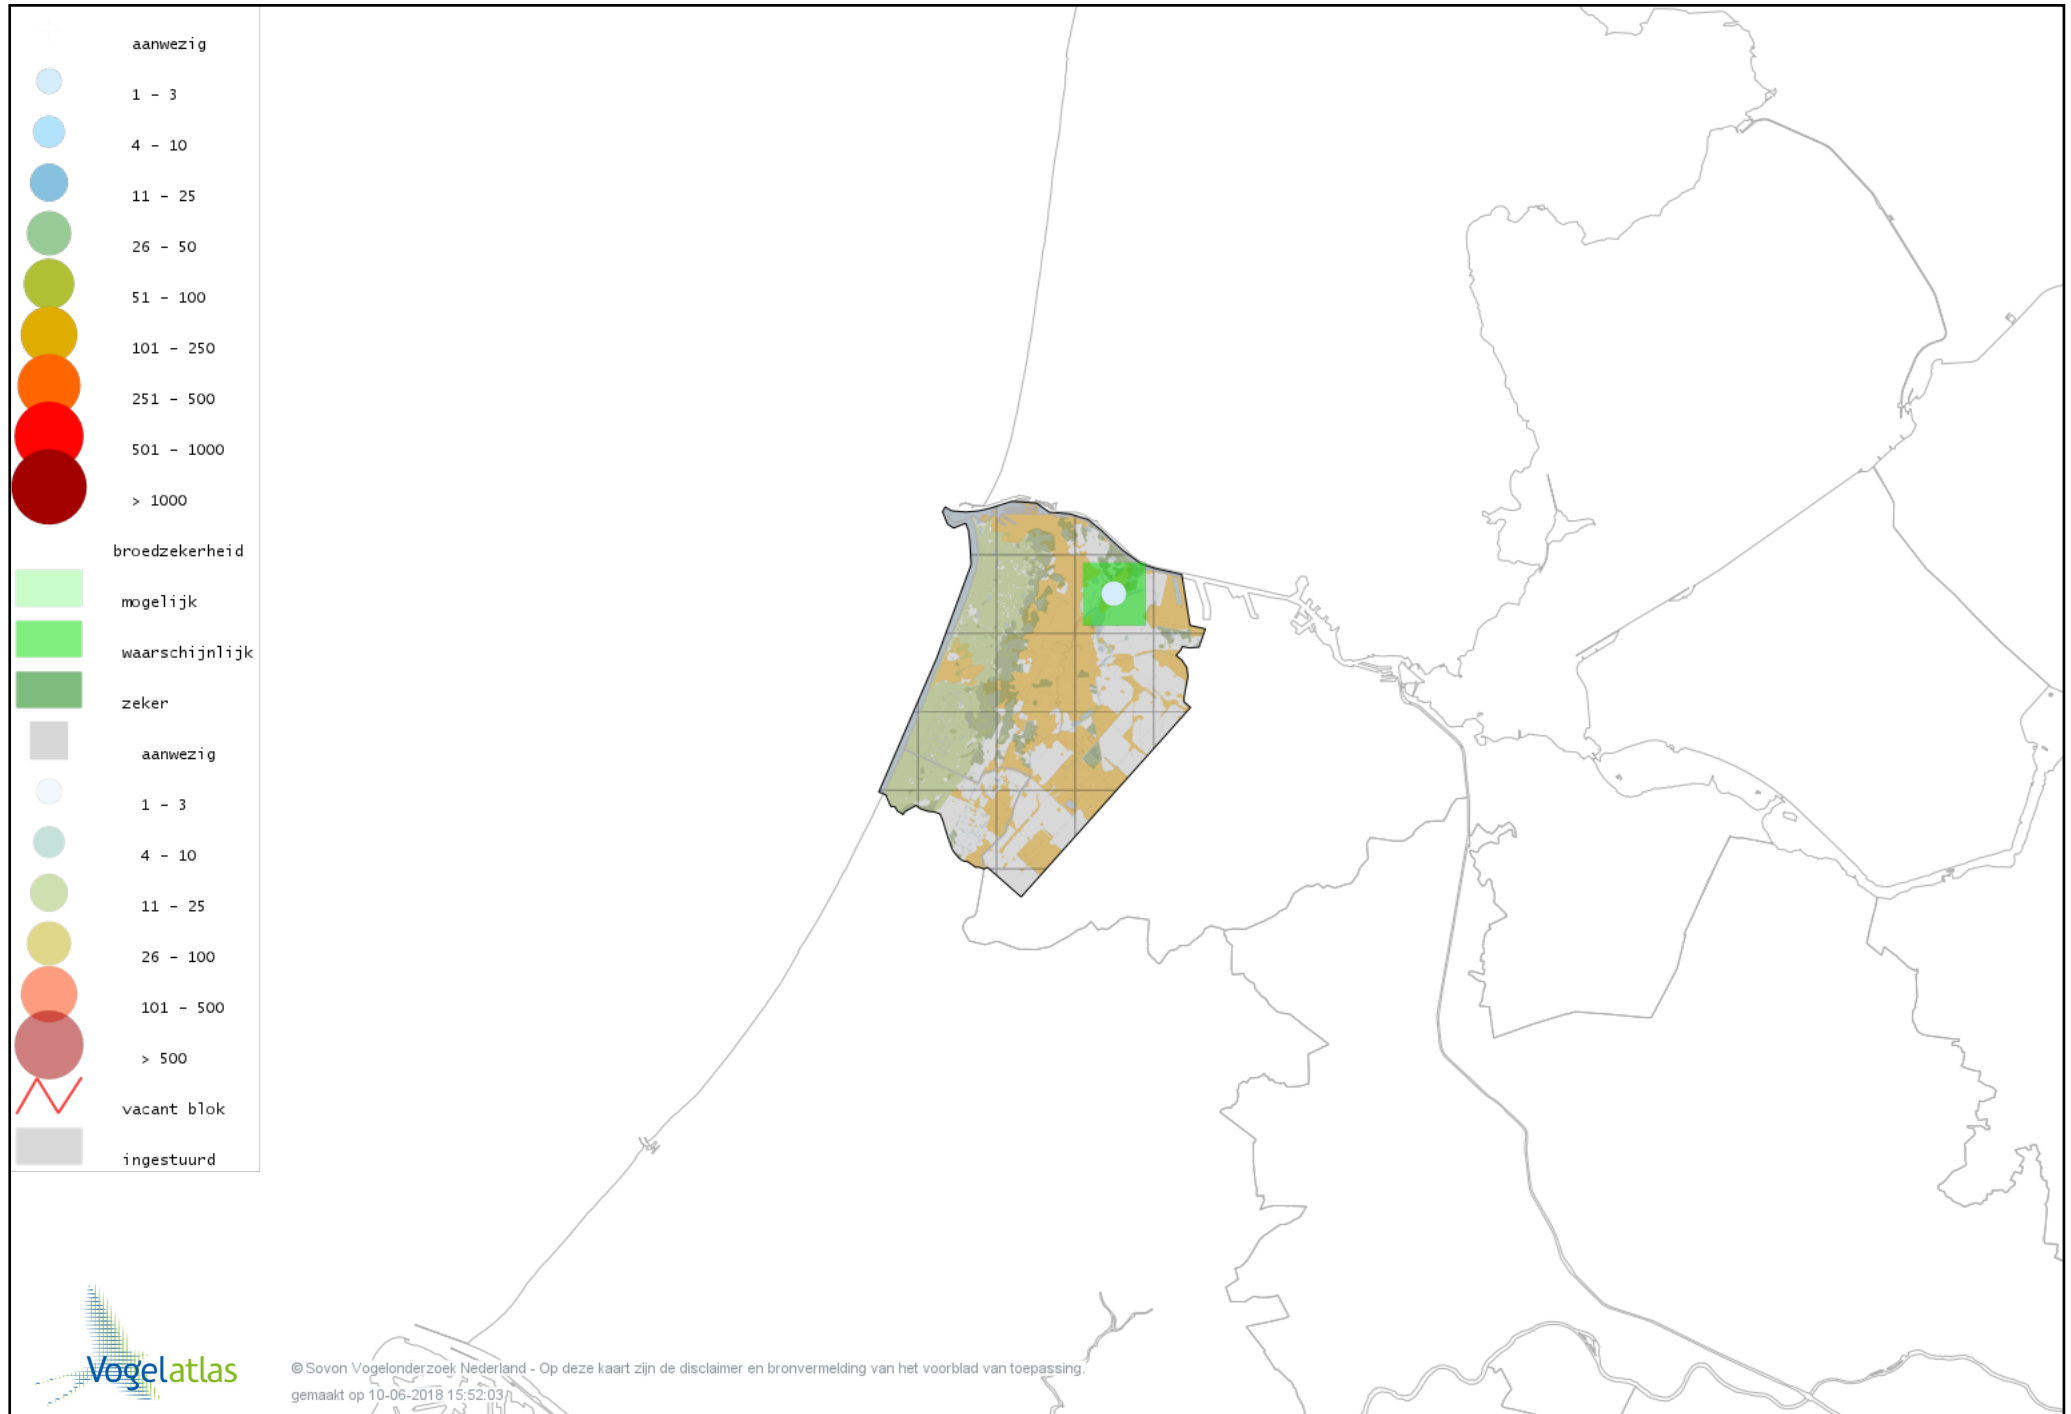 aanwezig
1 - 3
4 - 10
11 - 25
26 - 50
51 - 100
101 - 250
251 - 500
501 - 1000
> 1000
broedzekerheid
mogelijk
waarschijnlijk
zeker
aanwezig
1 - 3
4 - 10
11 - 25
26 - 100
101 - 500
> 500
vacant blok
ingestuurd
Vogelatlas
© Sovon Vogelonderzoek Nederland - Op deze kaart zijn de disclaimer en bronvermelding van het voorblad van toepassing.
gemaakt op 10-06-2018 15:52:03